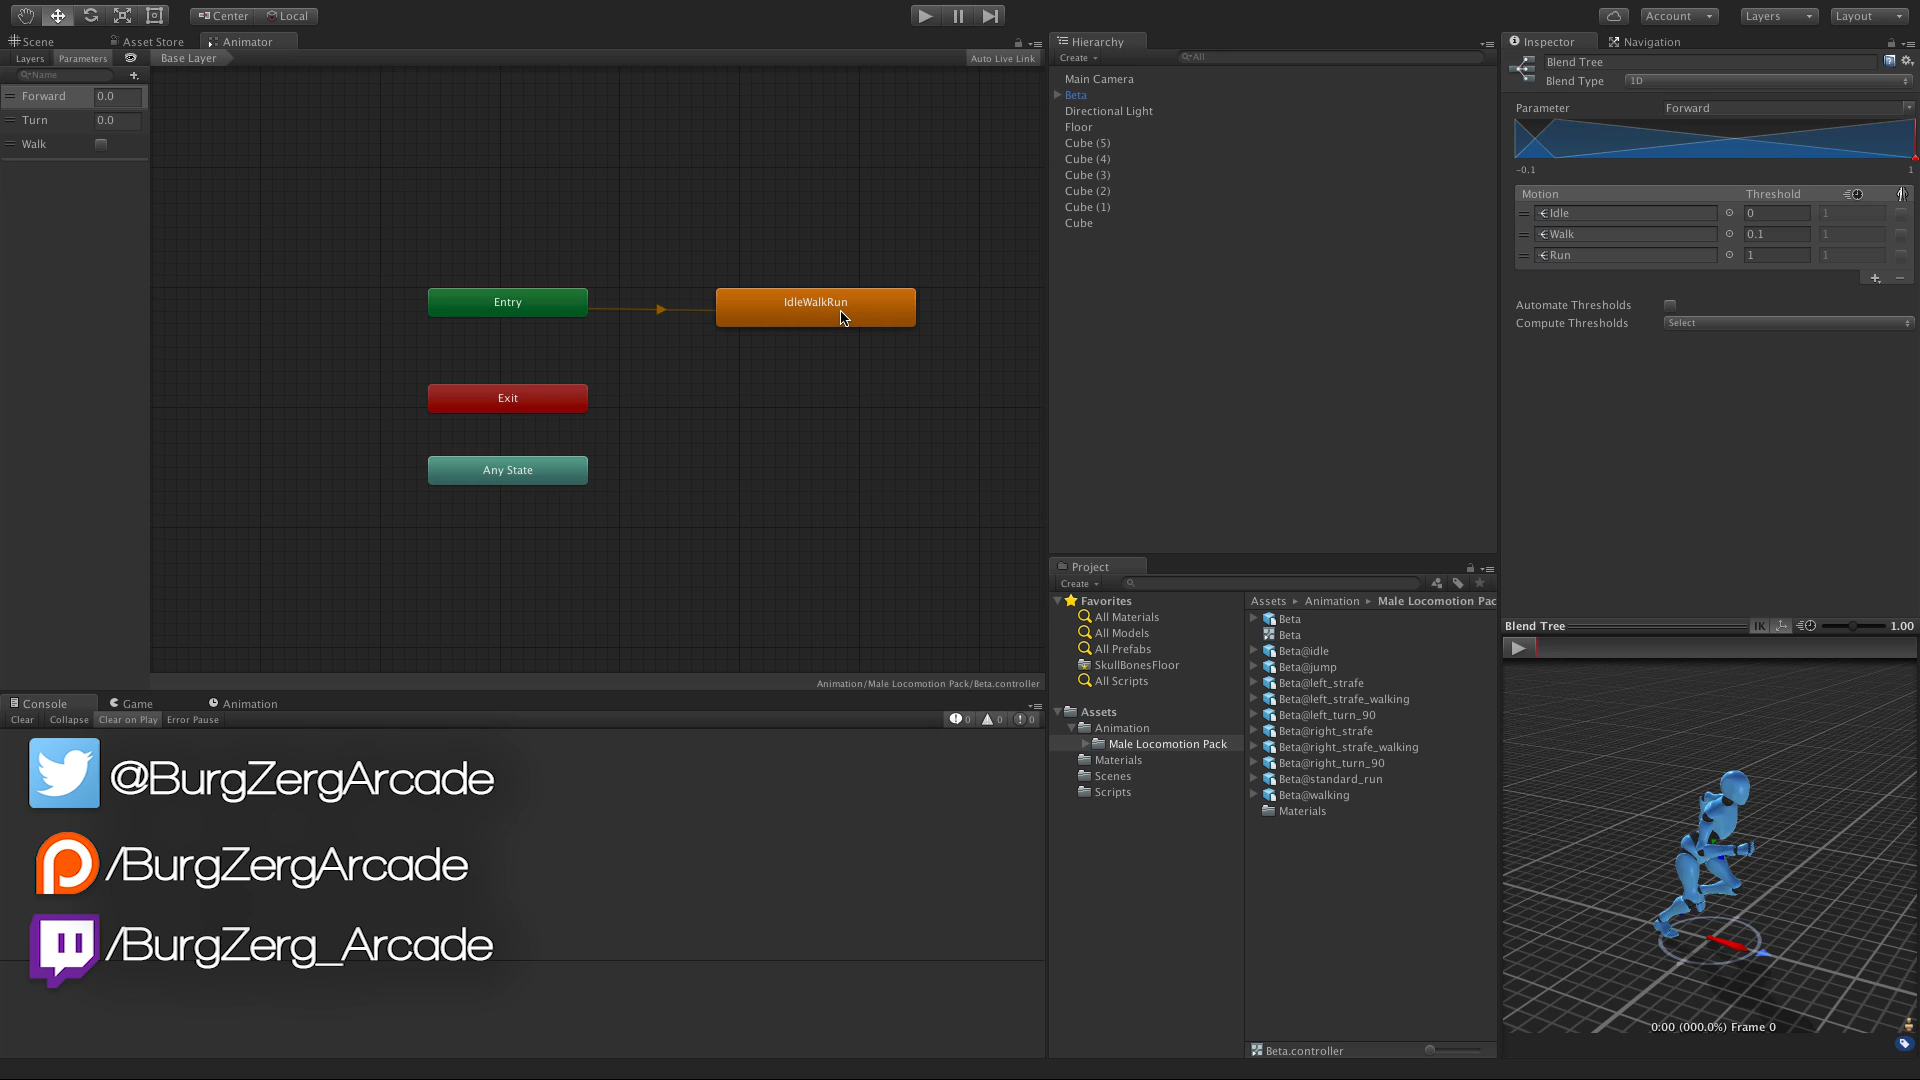 Center
Local
Account
Layers
Layout
Scene
Asset Store
Animator
Layers
Parameters
Base Layer
Auto Live Link
Name
Forward
0.0
Turn
0.0
Walk
Entry
IdleWalkRun
Exit
Any State
Animation/Male Locomotion Pack/Beta.controller
Console
Game
Animation
Clear
Collapse
Clear on Play
Error Pause
0
0
0
@BurgZergArcade
/BurgZergArcade
/BurgZerg_Arcade
Hierarchy
Create
All
Main Camera
Beta
Directional Light
Floor
Cube (5)
Cube (4)
Cube (3)
Cube (2)
Cube (1)
Cube
Project
Create
Favorites
All Materials
All Models
All Prefabs
SkullBonesFloor
All Scripts
Assets
Animation
Male Locomotion Pack
Materials
Scenes
Scripts
Assets
Animation
Male Locomotion Pac
Beta
Beta
Beta@idle
Beta@jump
Beta@left_strafe
Beta@left_strafe_walking
Beta@left_turn_90
Beta@right_strafe
Beta@right_strafe_walking
Beta@right_turn_90
Beta@standard_run
Beta@walking
Materials
Beta.controller
Inspector
Navigation
Blend Tree
Blend Type
1D
Parameter
Forward
-0.1
1
Motion
Threshold
Idle
0
1
Walk
0.1
1
Run
1
1
Automate Thresholds
Compute Thresholds
Select
Blend Tree
IK
1.00
0:00 (000.0%) Frame 0